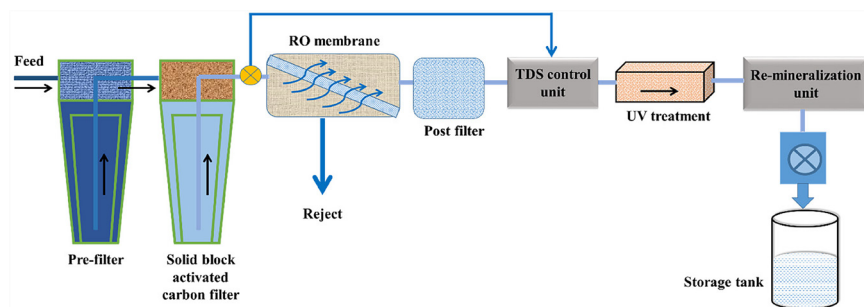 Feed
RO membrane
TDS control
unit
Re-mineralization
unit
UV treatment
Post filter
Reject
Pre-filter
Solid block
activated
carbon filter
Storage tank